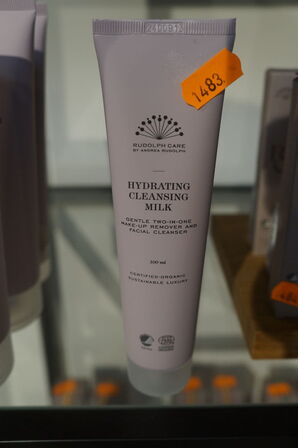 2400913
1483
RUDOLPH CARE
BY ANDREA RUDOLPH
HYDRATING
CLEANSING
MILK
GENTLE TWO-IN-ONE
MAKE-UP REMOVER AND
FACIAL CLEANSER
100 ml
CERTIFIED ORGANIC
SUSTAINABLE LUXURY